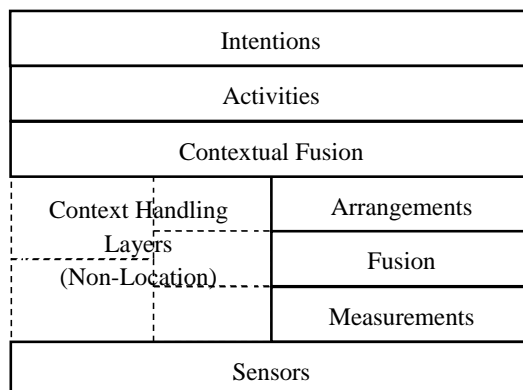 Intentions
Activities
Contextual Fusion
Context Handling
Layers
(Non-Location)
Arrangements
Fusion
Measurements
Sensors